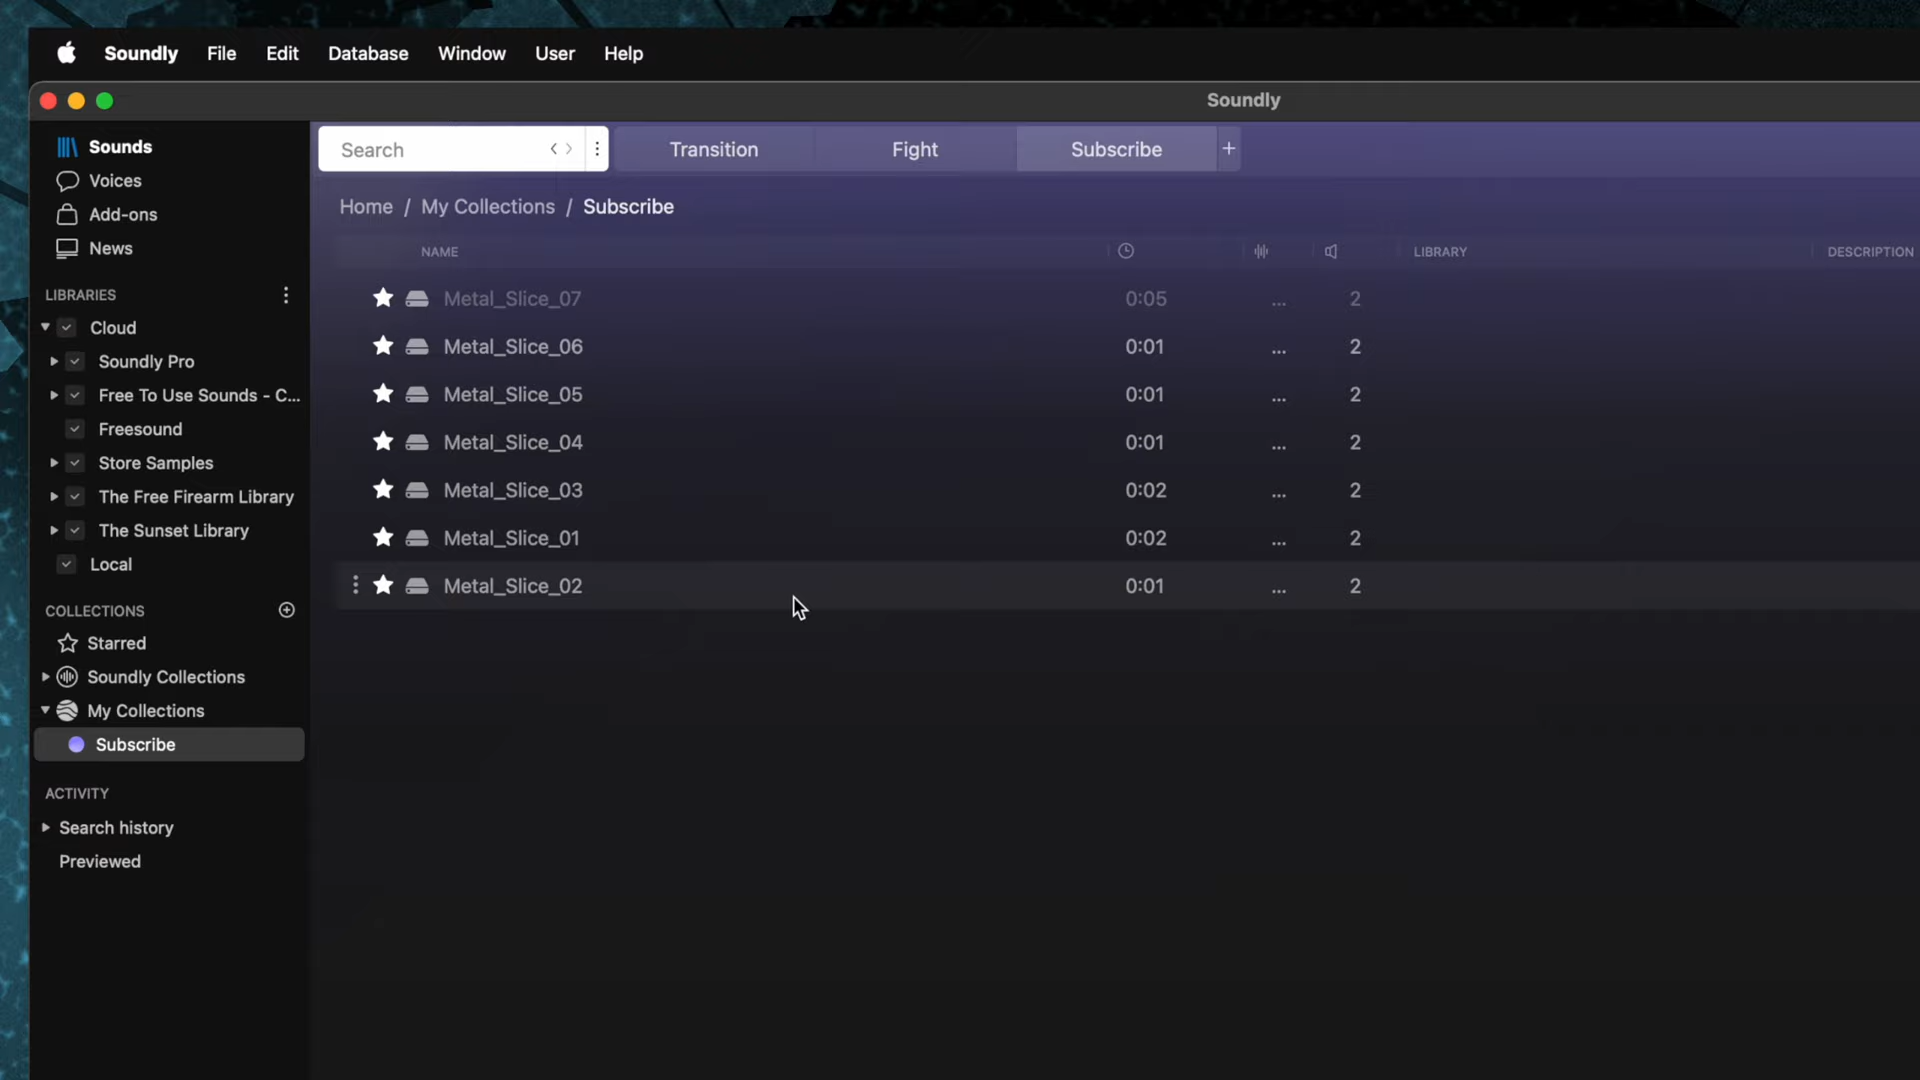 Soundly File Edit Database Window User Help
Soundly
Sounds
Voices
Add-ons
News
LIBRARIES
Cloud
Soundly Pro
Free To Use Sounds - C...
Freesound
Store Samples
The Free Firearm Library
The Sunset Library
Local
COLLECTIONS
Starred
Soundly Collections
My Collections
Subscribe
ACTIVITY
Search history
Previewed
Search < > Transition Fight Subscribe +
Home / My Collections / Subscribe
NAME LIBRARY DESCRIPTION
Metal_Slice_07 0:05 ... 2
Metal_Slice_06 0:01 ... 2
Metal_Slice_05 0:01 ... 2
Metal_Slice_04 0:01 ... 2
Metal_Slice_03 0:02 ... 2
Metal_Slice_01 0:02 ... 2
Metal_Slice_02 0:01 ... 2